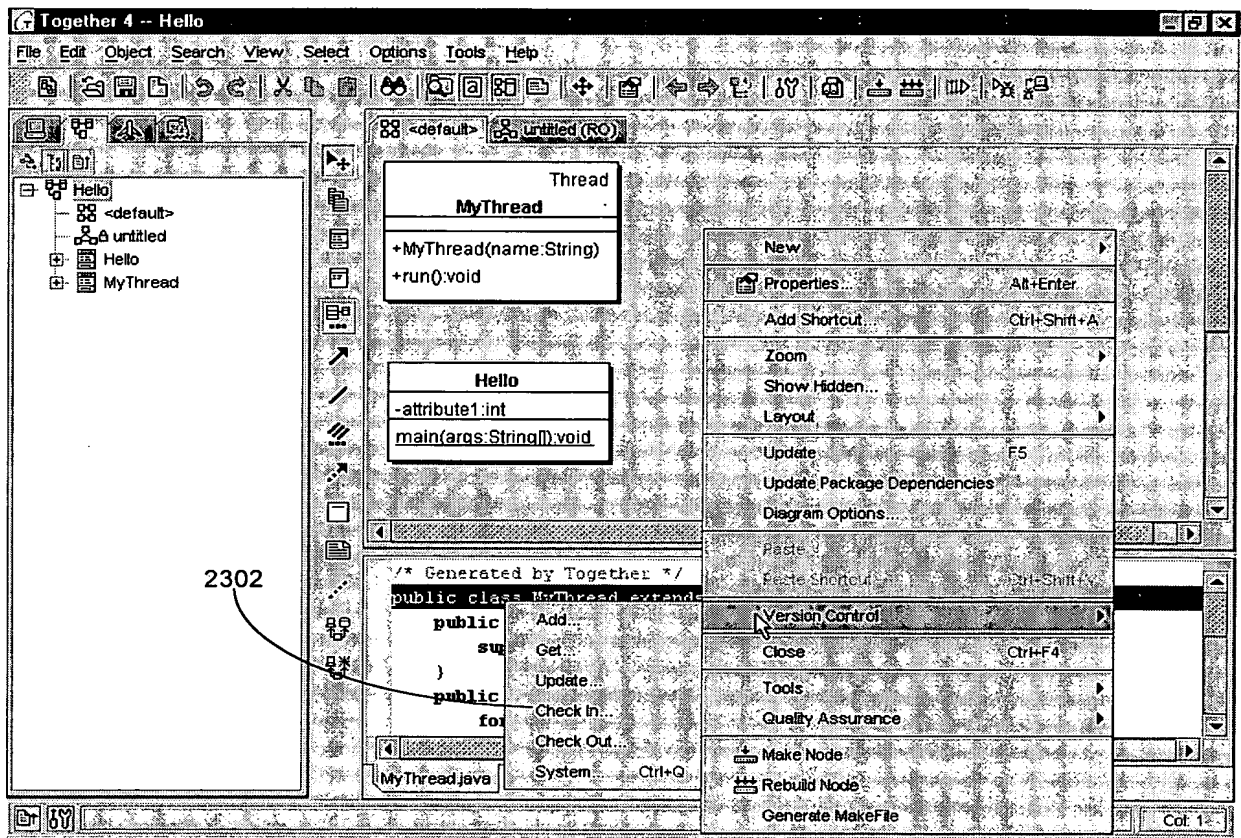 Together 4 -- Hello
File Edit Object Search View Select Options Tools Help
<default> untitled (RO)
Hello
<default>
untitled
Hello
MyThread
Thread
MyThread
+MyThread(name:String)
+run():void
Hello
-attribute1:int
main(args:String[]):void
New
Properties... Alt+Enter
Add Shortcut... Ctrl+Shift+A
Zoom
Show Hidden...
Layout
Update F5
Update Package Dependencies
Diagram Options...
Paste
Paste Shortcut Ctrl+Shift+V
Version Control
Close Ctrl+F4
Tools
Quality Assurance
Make Node
Rebuild Node
Generate MakeFile
2302
/* Generated by Together */
public class MyThread extends
public
sup
}
public
for
Add...
Get...
Update...
Check In...
Check Out...
System... Ctrl+Q
MyThread.java
Col: 1